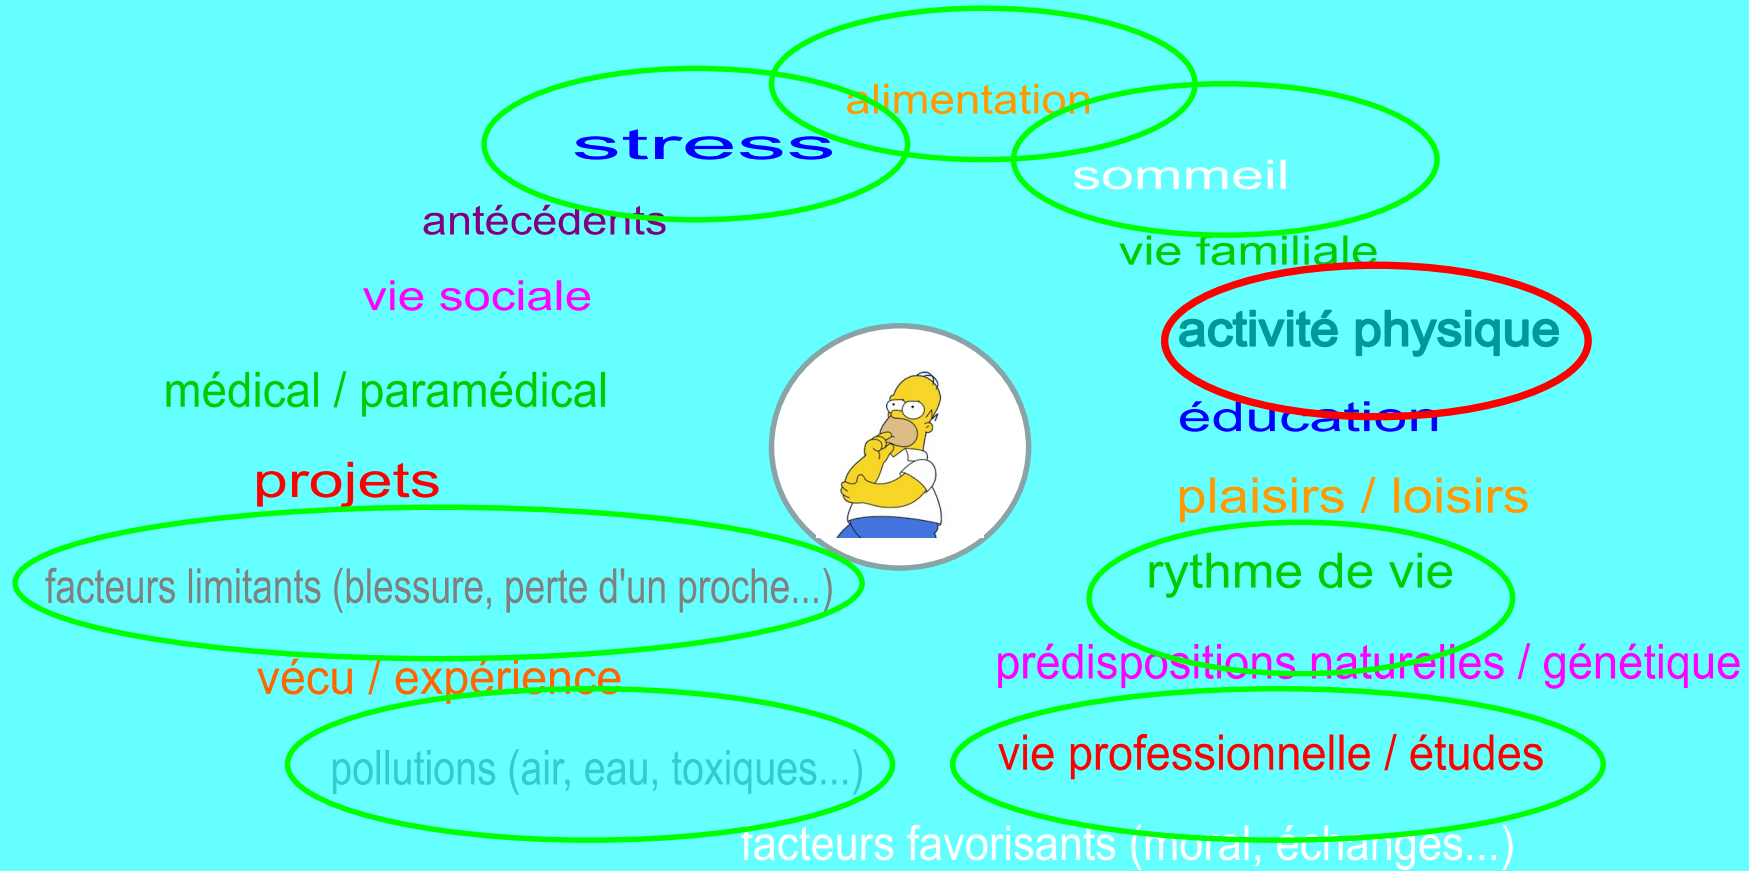 alimentation
stress
sommeil
antécédents
vie familiale
vie sociale
activité physique
médical / paramédical
éducation
projets
plaisirs / loisirs
facteurs limitants (blessure, perte d'un proche...)
rythme de vie
vécu / expérience
prédispositions naturelles / génétique
pollutions (air, eau, toxiques...)
vie professionnelle / études
facteurs favorisants (moral, échanges...)